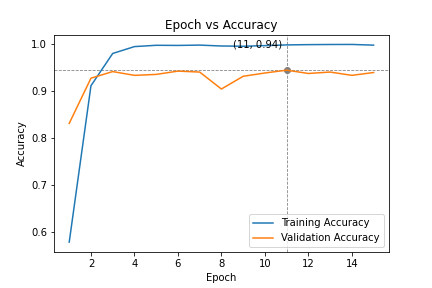 Epoch vs Accuracy
1.0
0.9
0.8
0.7
0.6
Accuracy
(11, 0.94)
Training Accuracy
Validation Accuracy
2 4 6 8 10 12 14
Epoch